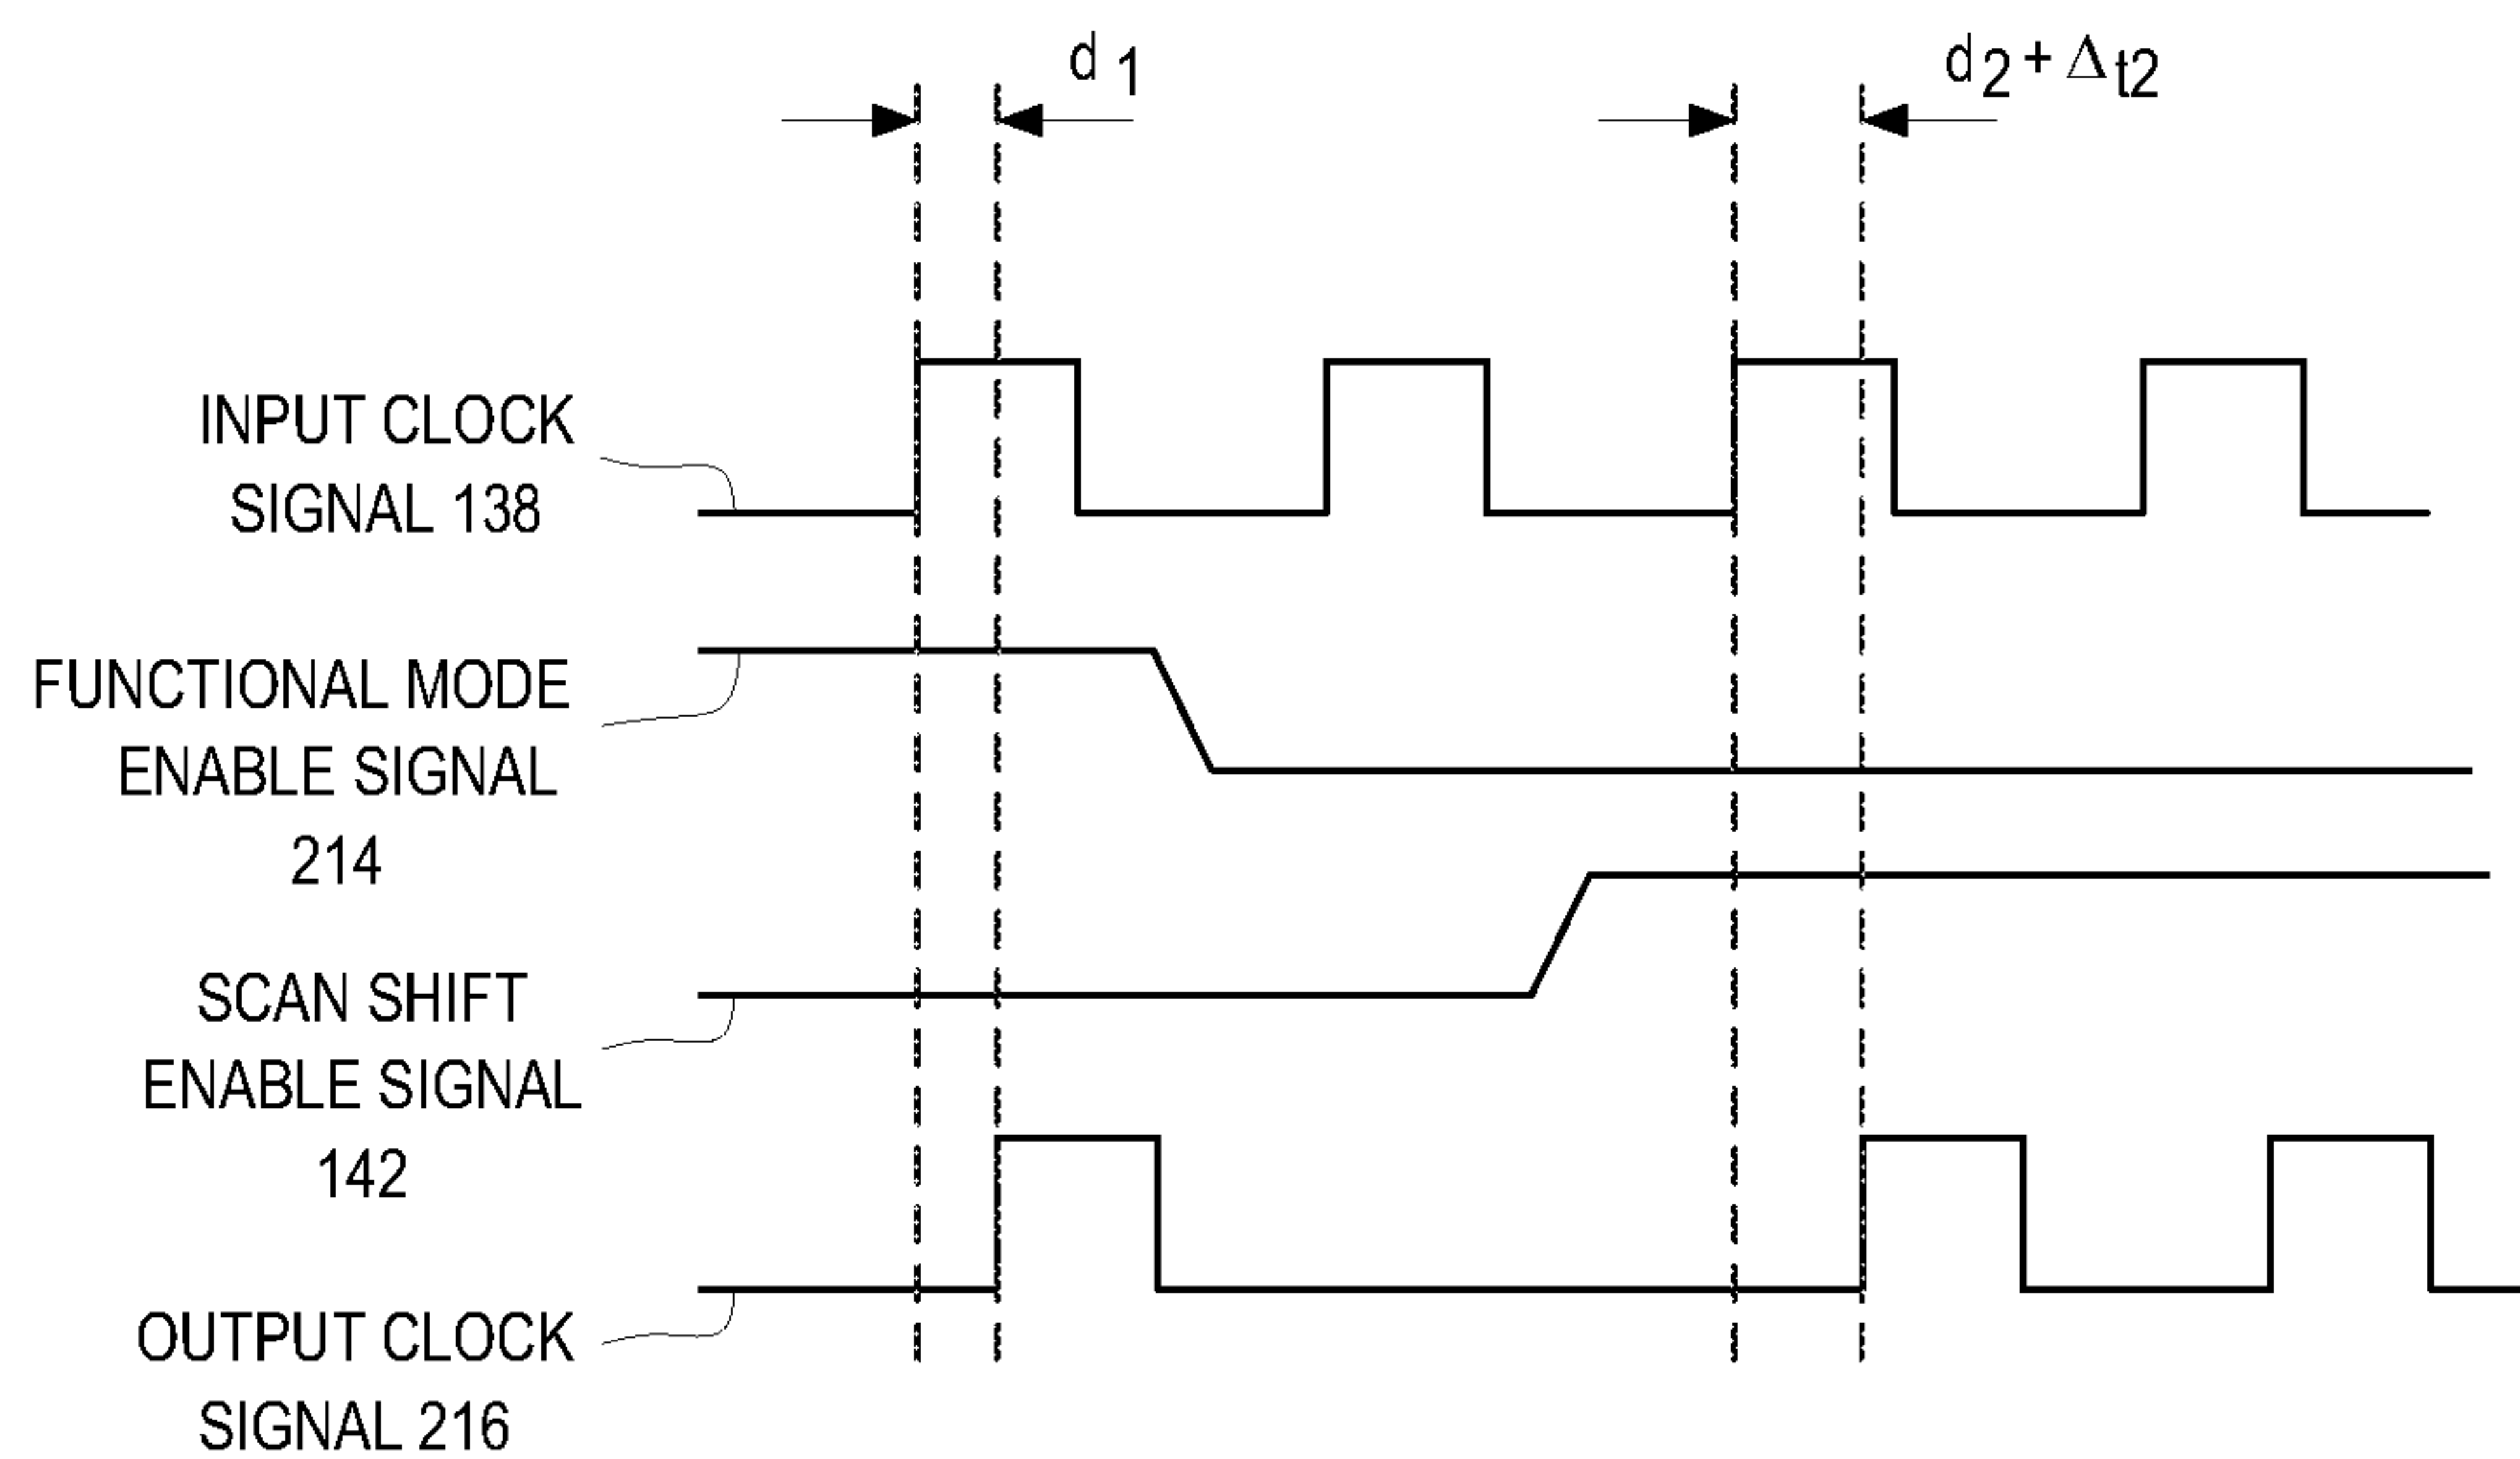 d 1
d 2 + Δ t2
INPUT CLOCK
SIGNAL 138
FUNCTIONAL MODE
ENABLE SIGNAL
214
SCAN SHIFT
ENABLE SIGNAL
142
OUTPUT CLOCK
SIGNAL 216